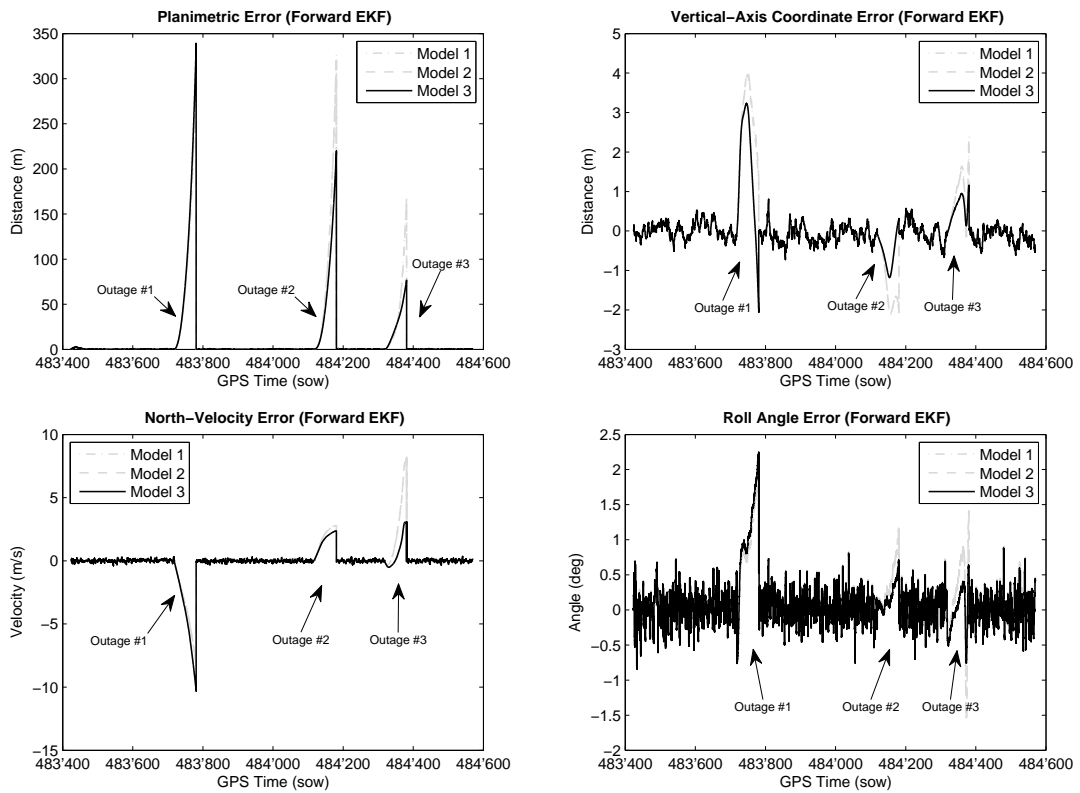 Planimetric Error (Forward EKF)
350
300
250
200
150
100
50
0
Distance (m)
Model 1
Model 2
Model 3
Outage #1
Outage #2
Outage #3
483'400
483'600
483'800
484'000
484'200
484'400
484'600
GPS Time (sow)
Vertical−Axis Coordinate Error (Forward EKF)
5
4
3
2
1
0
−1
−2
−3
Distance (m)
Model 1
Model 2
Model 3
Outage #1
Outage #2
Outage #3
483'400
483'600
483'800
484'000
484'200
484'400
484'600
GPS Time (sow)
North−Velocity Error (Forward EKF)
10
5
0
−5
−10
−15
Velocity (m/s)
Model 1
Model 2
Model 3
Outage #1
Outage #2
Outage #3
483'400
483'600
483'800
484'000
484'200
484'400
484'600
GPS Time (sow)
Roll Angle Error (Forward EKF)
2.5
2
1.5
1
0.5
0
−0.5
−1
−1.5
−2
Angle (deg)
Model 1
Model 2
Model 3
Outage #1
Outage #2
Outage #3
483'400
483'600
483'800
484'000
484'200
484'400
484'600
GPS Time (sow)